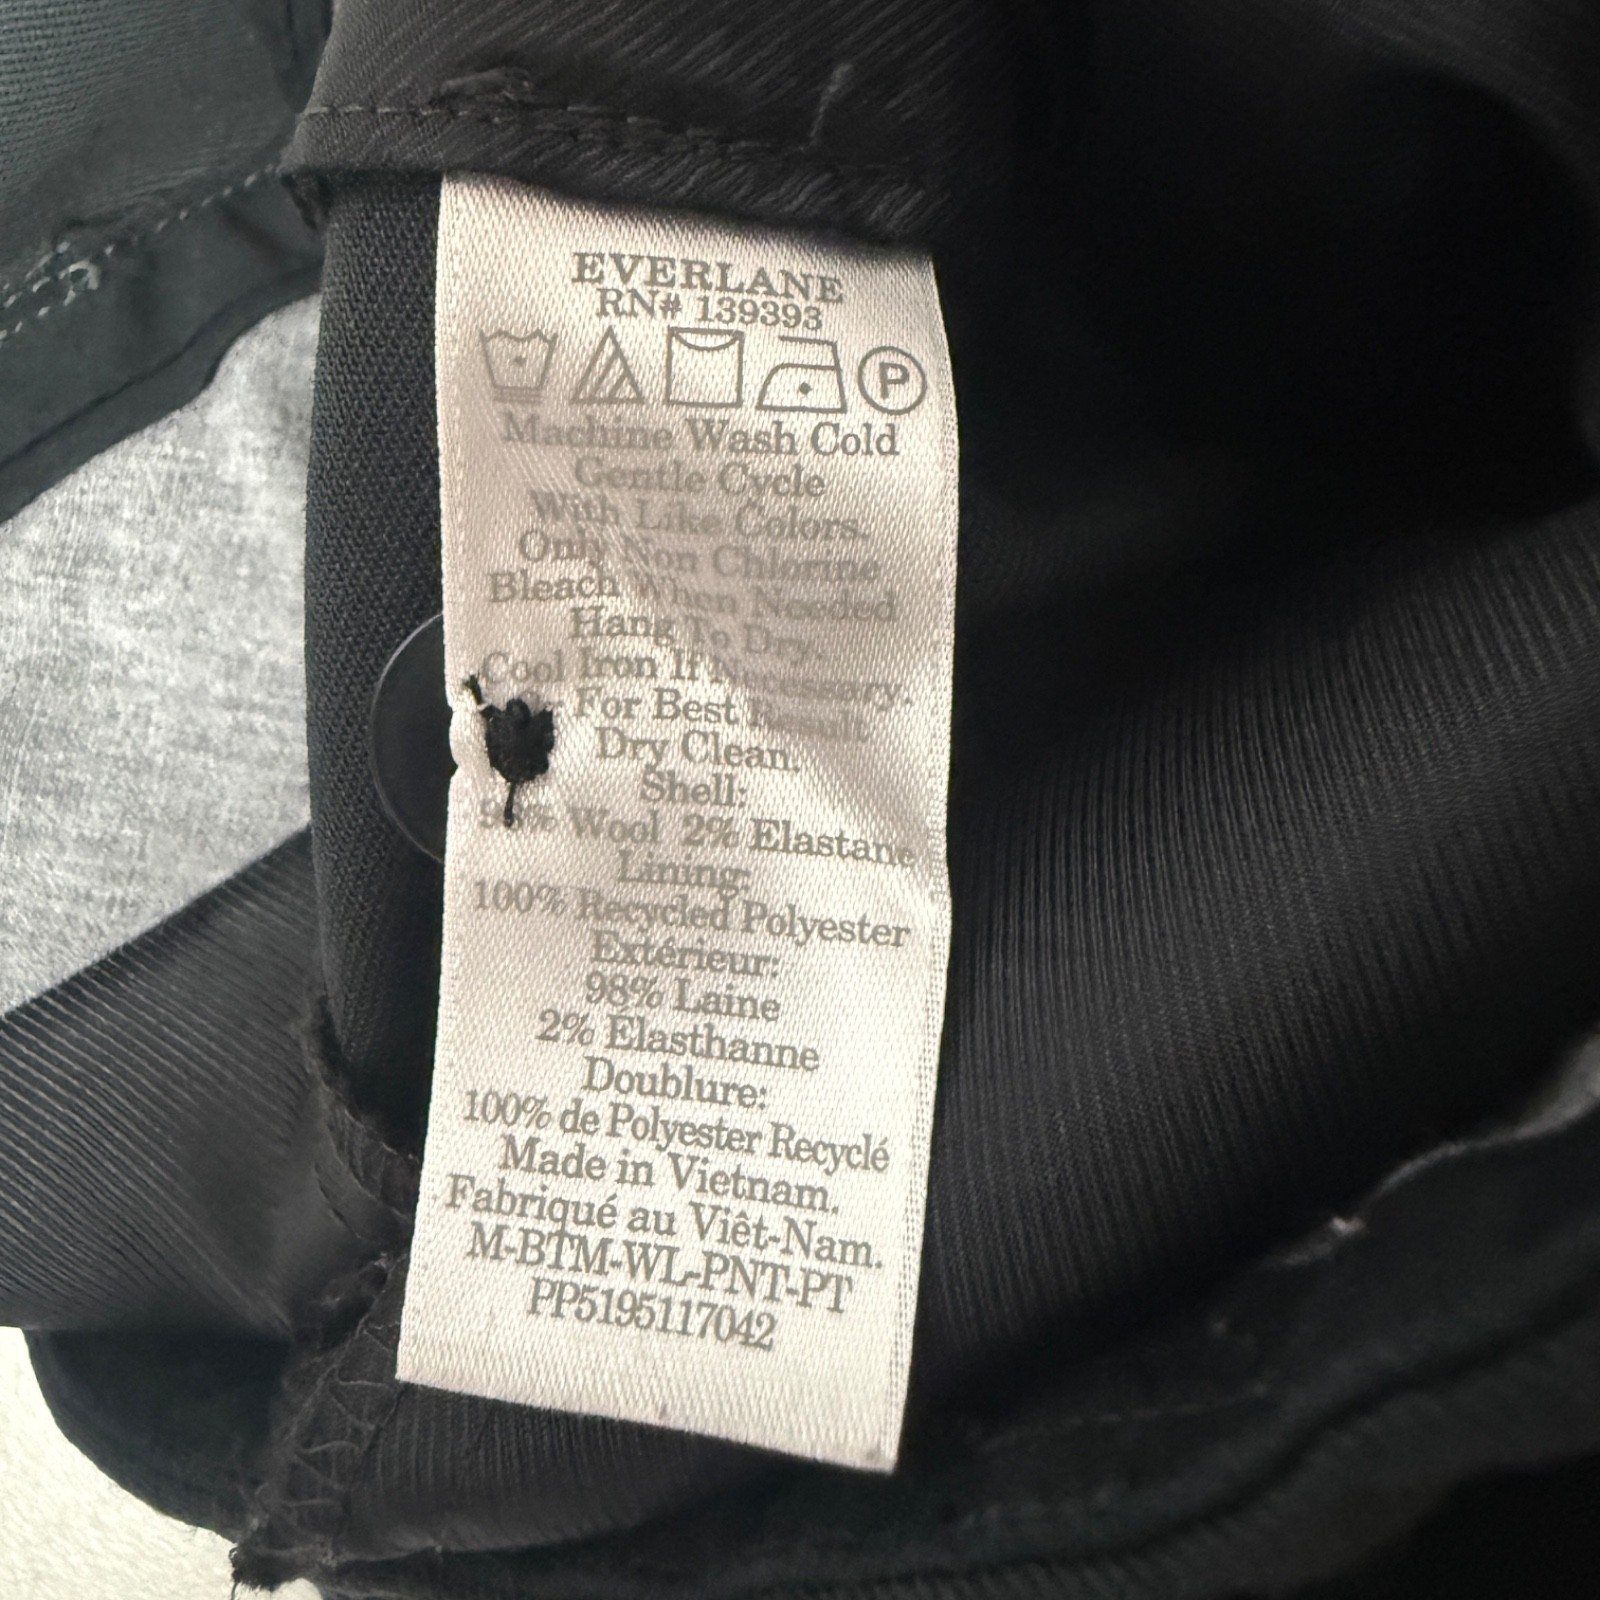 EVERLANE
RN# 139393
P
Machine Wash Cold
Gentle Cycle
With Like Colors.
Only Non Chlorine
Bleach When Needed
Hang To Dry.
Cool Iron If Necessary.
For Best Result
Dry Clean.
Shell:
98% Wool 2% Elastane
Lining:
100% Recycled Polyester
Extérieur:
98% Laine
2% Élasthanne
Doublure:
100% de Polyester Recyclé
Made in Vietnam.
Fabriqué au Viêt-Nam.
M-BTM-WL-PNT-PT
PP5195117042